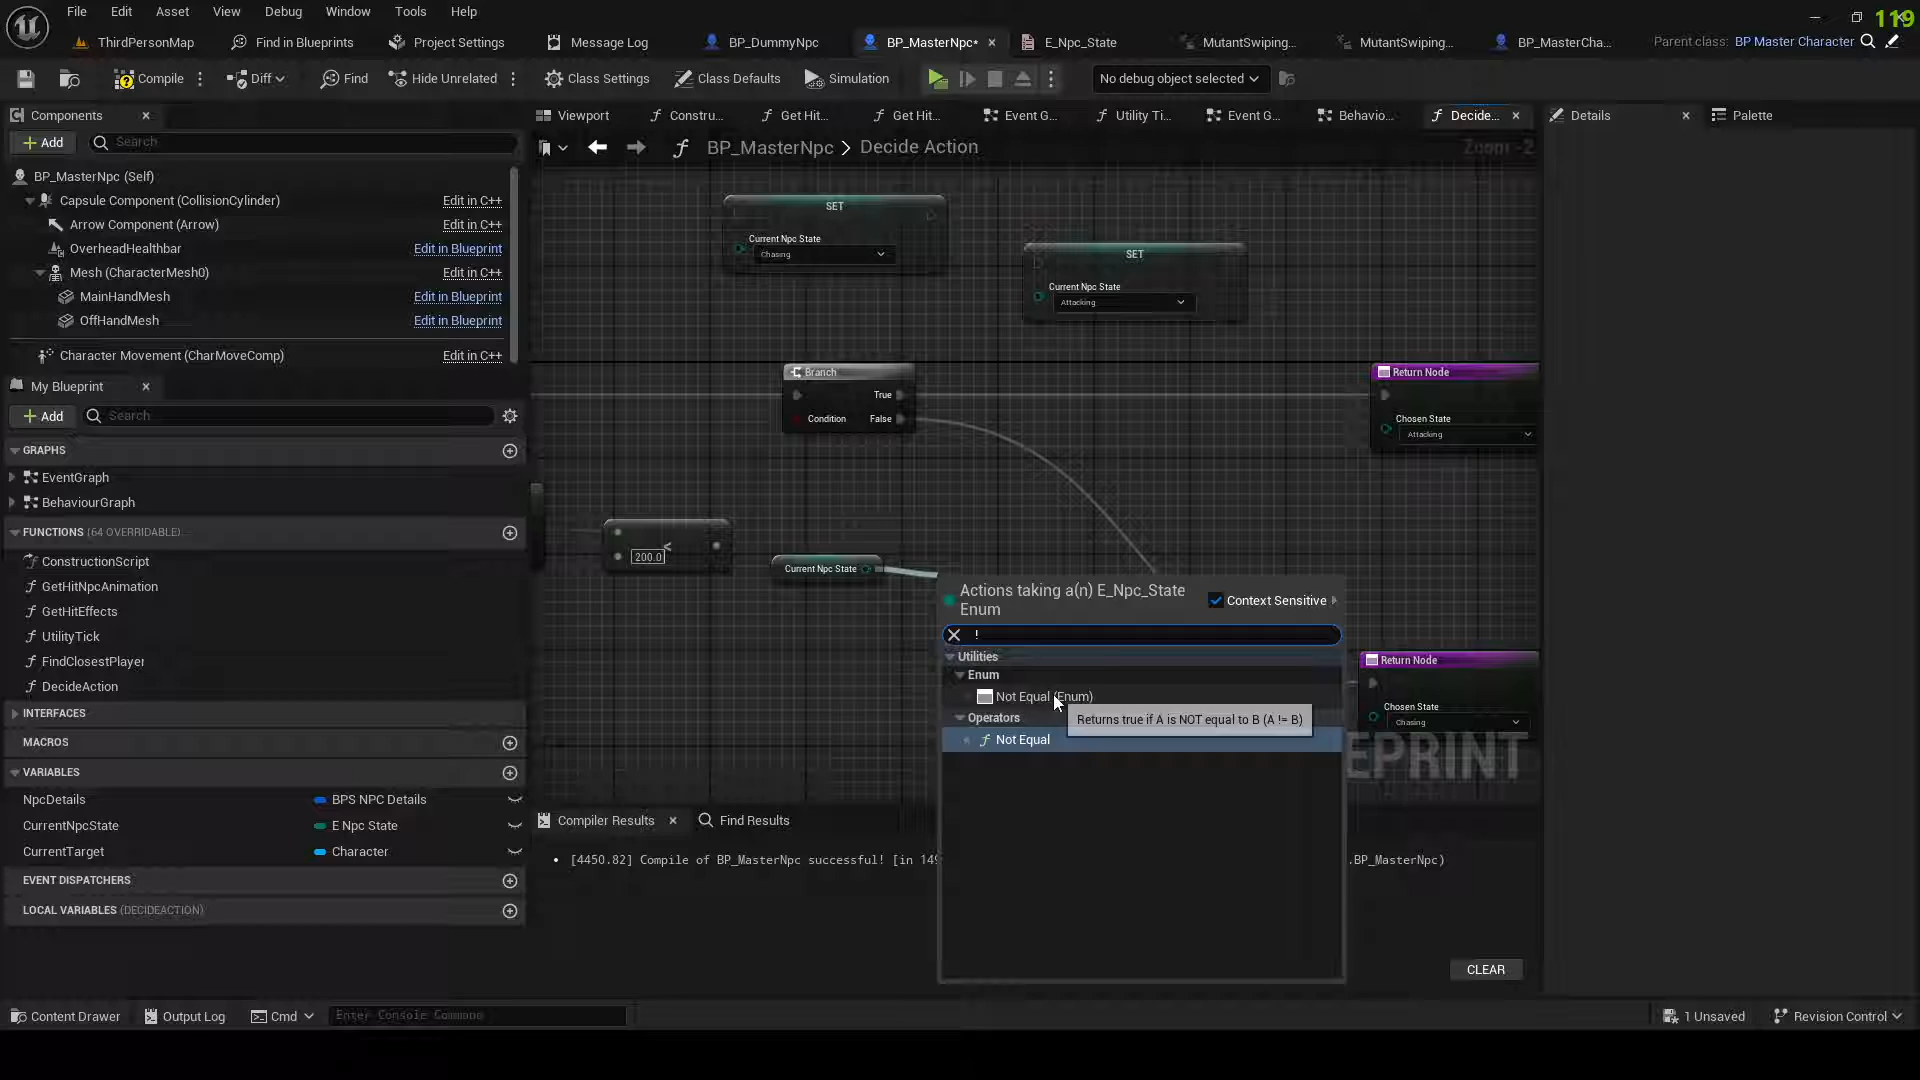 File Edit Asset View Debug Window Tools Help
119
ThirdPersonMap Find in Blueprints Project Settings Message Log BP_DummyNpc BP_MasterNpc* E_Npc_State MutantSwiping... MutantSwiping... BP_MasterCha... Parent class: BP Master Character
Compile Diff Find Hide Unrelated Class Settings Class Defaults Simulation No debug object selected
Components
Viewport Constru... Get Hit... Get Hit... Event G... Utility Ti... Event G... Behavio... Decide...
Details Palette
Add Search
BP_MasterNpc > Decide Action
Zoom -2
BP_MasterNpc (Self)
Capsule Component (CollisionCylinder) Edit in C++
Arrow Component (Arrow) Edit in C++
OverheadHealthbar Edit in Blueprint
Mesh (CharacterMesh0) Edit in C++
MainHandMesh Edit in Blueprint
OffHandMesh Edit in Blueprint
Character Movement (CharMoveComp) Edit in C++
My Blueprint
Add Search
GRAPHS
EventGraph
BehaviourGraph
FUNCTIONS (64 OVERRIDABLE)
ConstructionScript
GetHitNpcAnimation
GetHitEffects
UtilityTick
FindClosestPlayer
DecideAction
INTERFACES
MACROS
VARIABLES
NpcDetails BPS NPC Details
CurrentNpcState E Npc State
CurrentTarget Character
EVENT DISPATCHERS
LOCAL VARIABLES (DECIDEACTION)
SET
Current Npc State
Chasing
SET
Current Npc State
Attacking
Branch
True
Condition False
Return Node
Chosen State
Attacking
<
200.0
Current Npc State
Actions taking a(n) E_Npc_State
Enum
Context Sensitive
!
Utilities
Enum
Not Equal (Enum)
Operators
Returns true if A is NOT equal to B (A != B)
Not Equal
Return Node
Chosen State
Chasing
EPRINT
Compiler Results Find Results
[4450.82] Compile of BP_MasterNpc successful! [in 149 .BP_MasterNpc)
CLEAR
Content Drawer Output Log Cmd Enter Console Command 1 Unsaved Revision Control